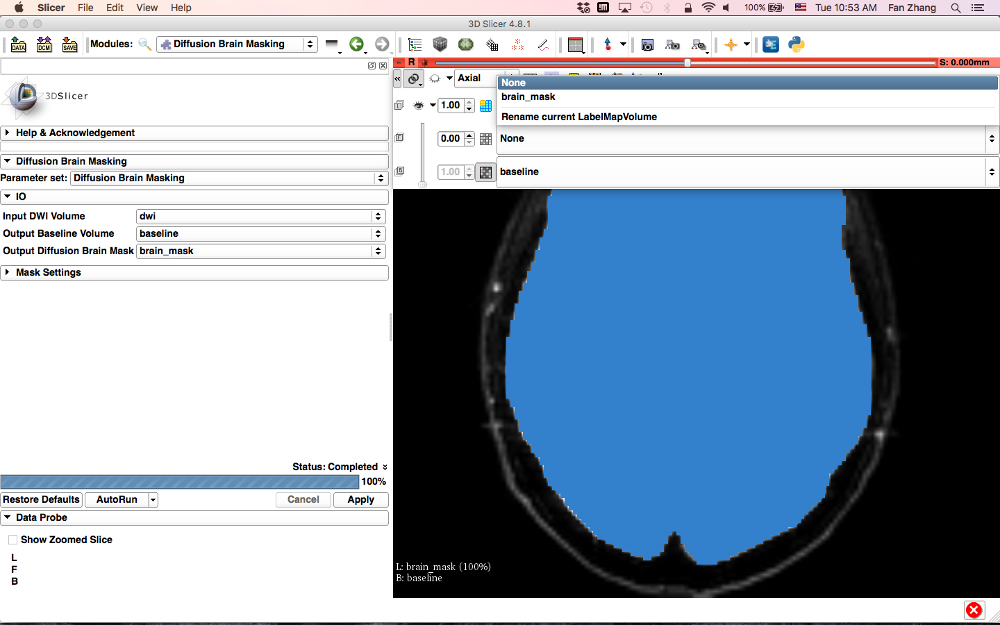 Slicer File Edit View Help 100% Tue 10:53 AM Fan Zhang
3D Slicer 4.8.1
DATA DCM SAVE Modules: Diffusion Brain Masking
R S: 0.000mm
3DSlicer
« Axial
None
brain_mask
Rename current LabelMapVolume
L 1.00
F 0.00 None
B 1.00 baseline
Help & Acknowledgement
Diffusion Brain Masking
Parameter set: Diffusion Brain Masking
IO
Input DWI Volume dwi
Output Baseline Volume baseline
Output Diffusion Brain Mask brain_mask
Mask Settings
Status: Completed
100%
Restore Defaults AutoRun Cancel Apply
Data Probe
Show Zoomed Slice
L
F
B
L: brain_mask (100%)
B: baseline